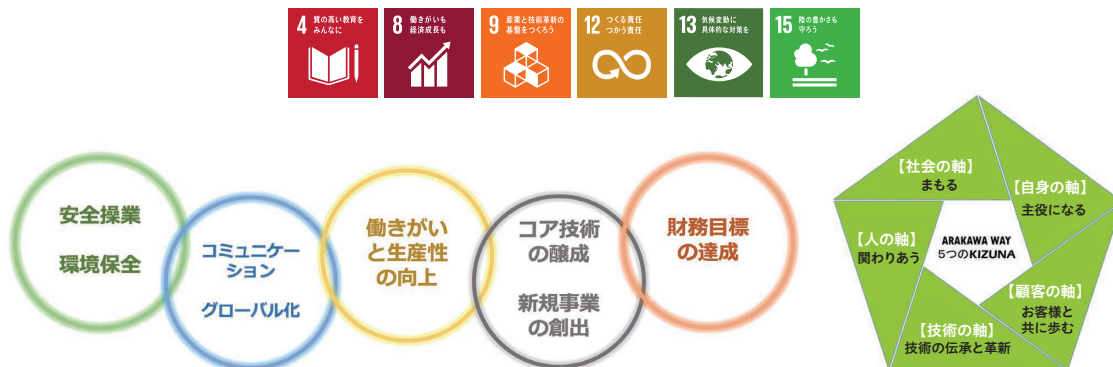 4 質の高い教育を
みんなに
8 働きがいも
経済成長も
9 産業と技術革新の
基盤をつくろう
12 つくる責任
つかう責任
13 気候変動に
具体的な対策を
15 陸の豊かさも
守ろう
安全操業
環境保全
コミュニケー
ション
グローバル化
働きがい
と生産性
の向上
コア技術
の醸成
新規事業
の創出
財務目標
の達成
【社会の軸】
まもる
【自身の軸】
主役になる
【人の軸】
関わりあう
ARAKAWA WAY
5つのKIZUNA
【顧客の軸】
お客様と
共に歩む
【技術の軸】
技術の伝承と革新